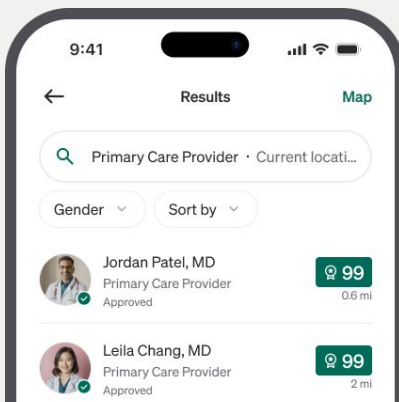 9:41
Results
Map
Primary Care Provider · Current locati...
Gender
Sort by
Jordan Patel, MD
Primary Care Provider
Approved
99
0.6 mi
Leila Chang, MD
Primary Care Provider
Approved
99
2 mi